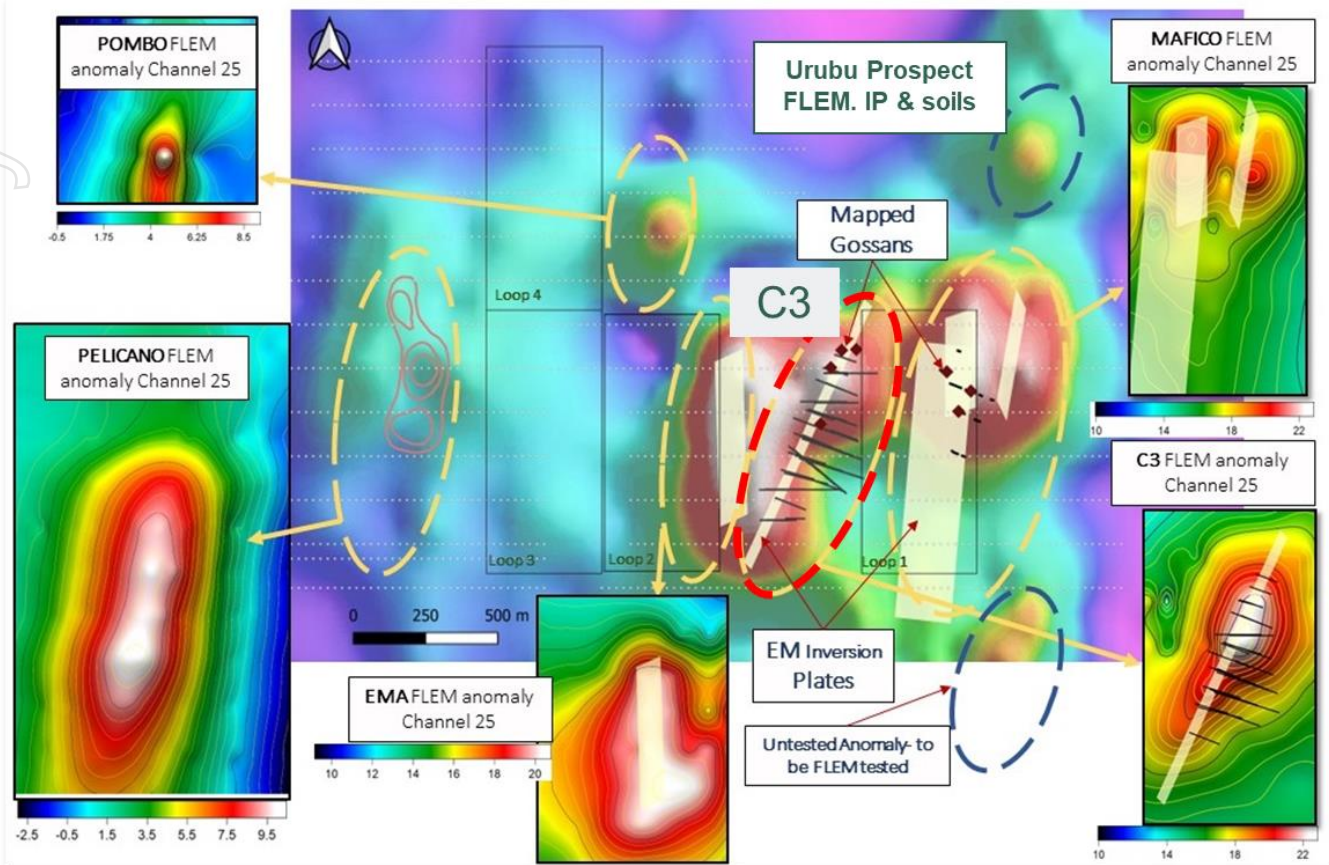 POMBO FLEM
anomaly Channel 25
-0.5 1.75 4 6.25 8.5
Urubu Prospect
FLEM. IP & soils
MAFICO FLEM
anomaly Channel 25
10 14 18 22
Mapped
Gossans
C3
Loop 4
Loop 3
Loop 2
Loop 1
PELICANO FLEM
anomaly Channel 25
-2.5 -0.5 1.5 3.5 5.5 7.5 9.5
0 250 500 m
EMA FLEM anomaly
Channel 25
10 12 14 16 18 20
EM Inversion
Plates
Untested Anomaly- to
be FLEM tested
C3 FLEM anomaly
Channel 25
10 14 18 22